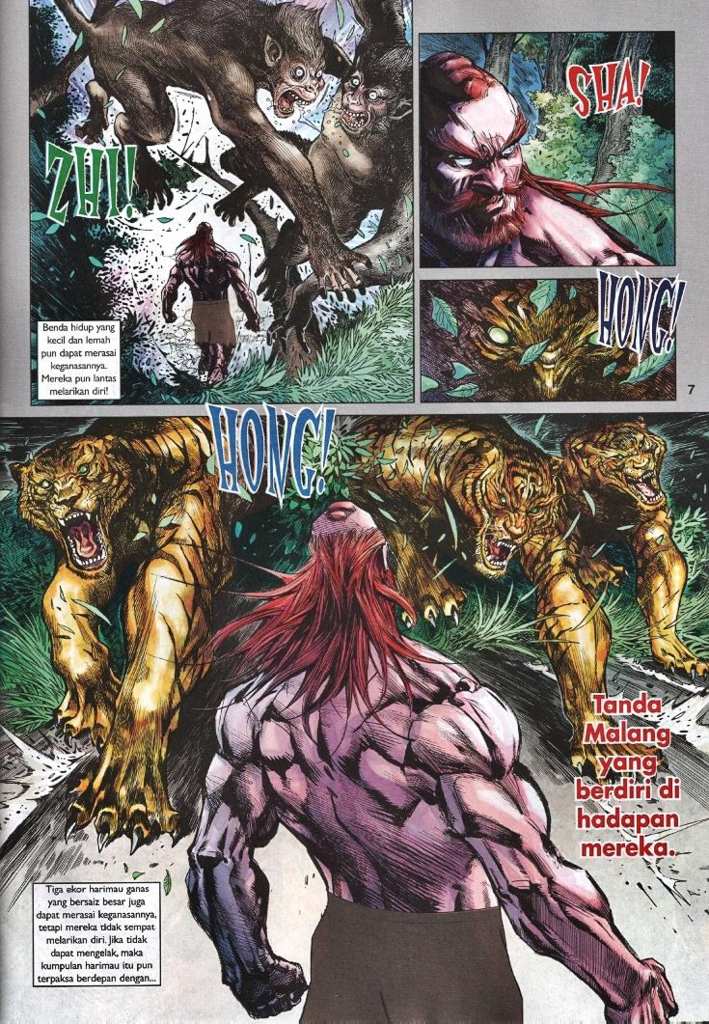 ZHI!
Benda hidup yang
kecil dan lemah
pun dapat merasai
keganasannya.
Mereka pun lantas
melarikan diri!
SHA!
HONG!
7
HONG!
Tanda
Malang
yang
berdiri di
hadapan
mereka.
Tiga ekor harimau ganas
yang bersaiz besar juga
dapat merasai keganasannya,
tetapi mereka tidak sempat
melarikan diri. Jika tidak
dapat mengelak, maka
kumpulan harimau itu pun
terpaksa berdepan dengan...